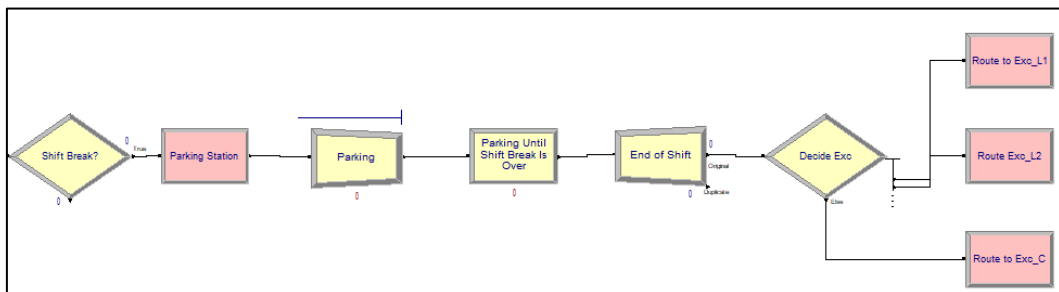 Shift Break?
0
True
0
Parking Station
Parking
0
Parking Until
Shift Break Is
Over
0
End of Shift
0
Original
0
Duplicate
Decide Exc
Else
Route to Exc_L1
Route Exc_L2
Route to Exc_C